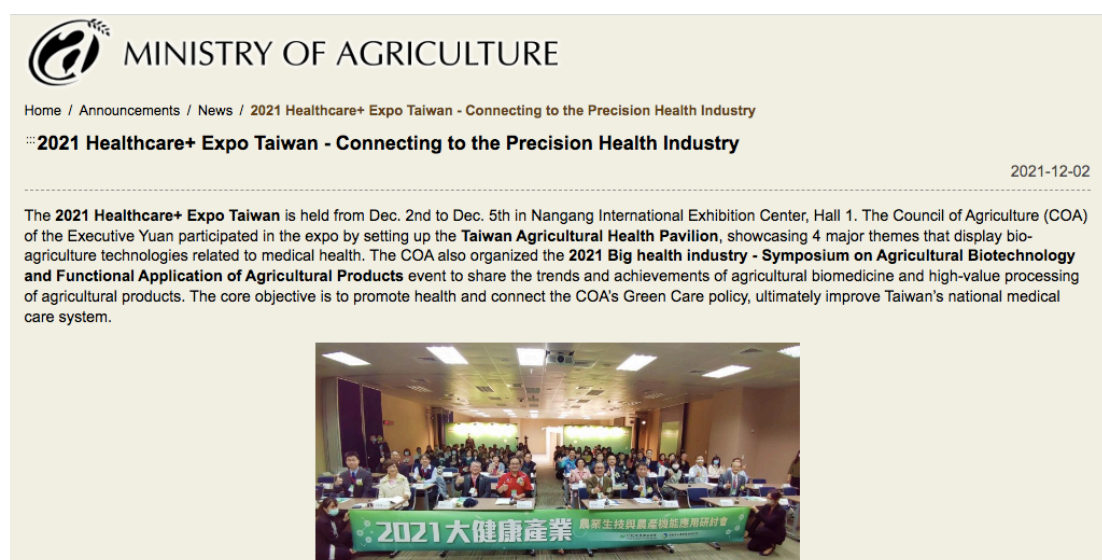 MINISTRY OF AGRICULTURE
Home / Announcements / News / 2021 Healthcare+ Expo Taiwan - Connecting to the Precision Health Industry
:::2021 Healthcare+ Expo Taiwan - Connecting to the Precision Health Industry
2021-12-02
The 2021 Healthcare+ Expo Taiwan is held from Dec. 2nd to Dec. 5th in Nangang International Exhibition Center, Hall 1. The Council of Agriculture (COA)
of the Executive Yuan participated in the expo by setting up the Taiwan Agricultural Health Pavilion, showcasing 4 major themes that display bio-
agriculture technologies related to medical health. The COA also organized the 2021 Big health industry - Symposium on Agricultural Biotechnology
and Functional Application of Agricultural Products event to share the trends and achievements of agricultural biomedicine and high-value processing
of agricultural products. The core objective is to promote health and connect the COA's Green Care policy, ultimately improve Taiwan's national medical
care system.
2021大健康產業 農業生技與農產機能應用研討會